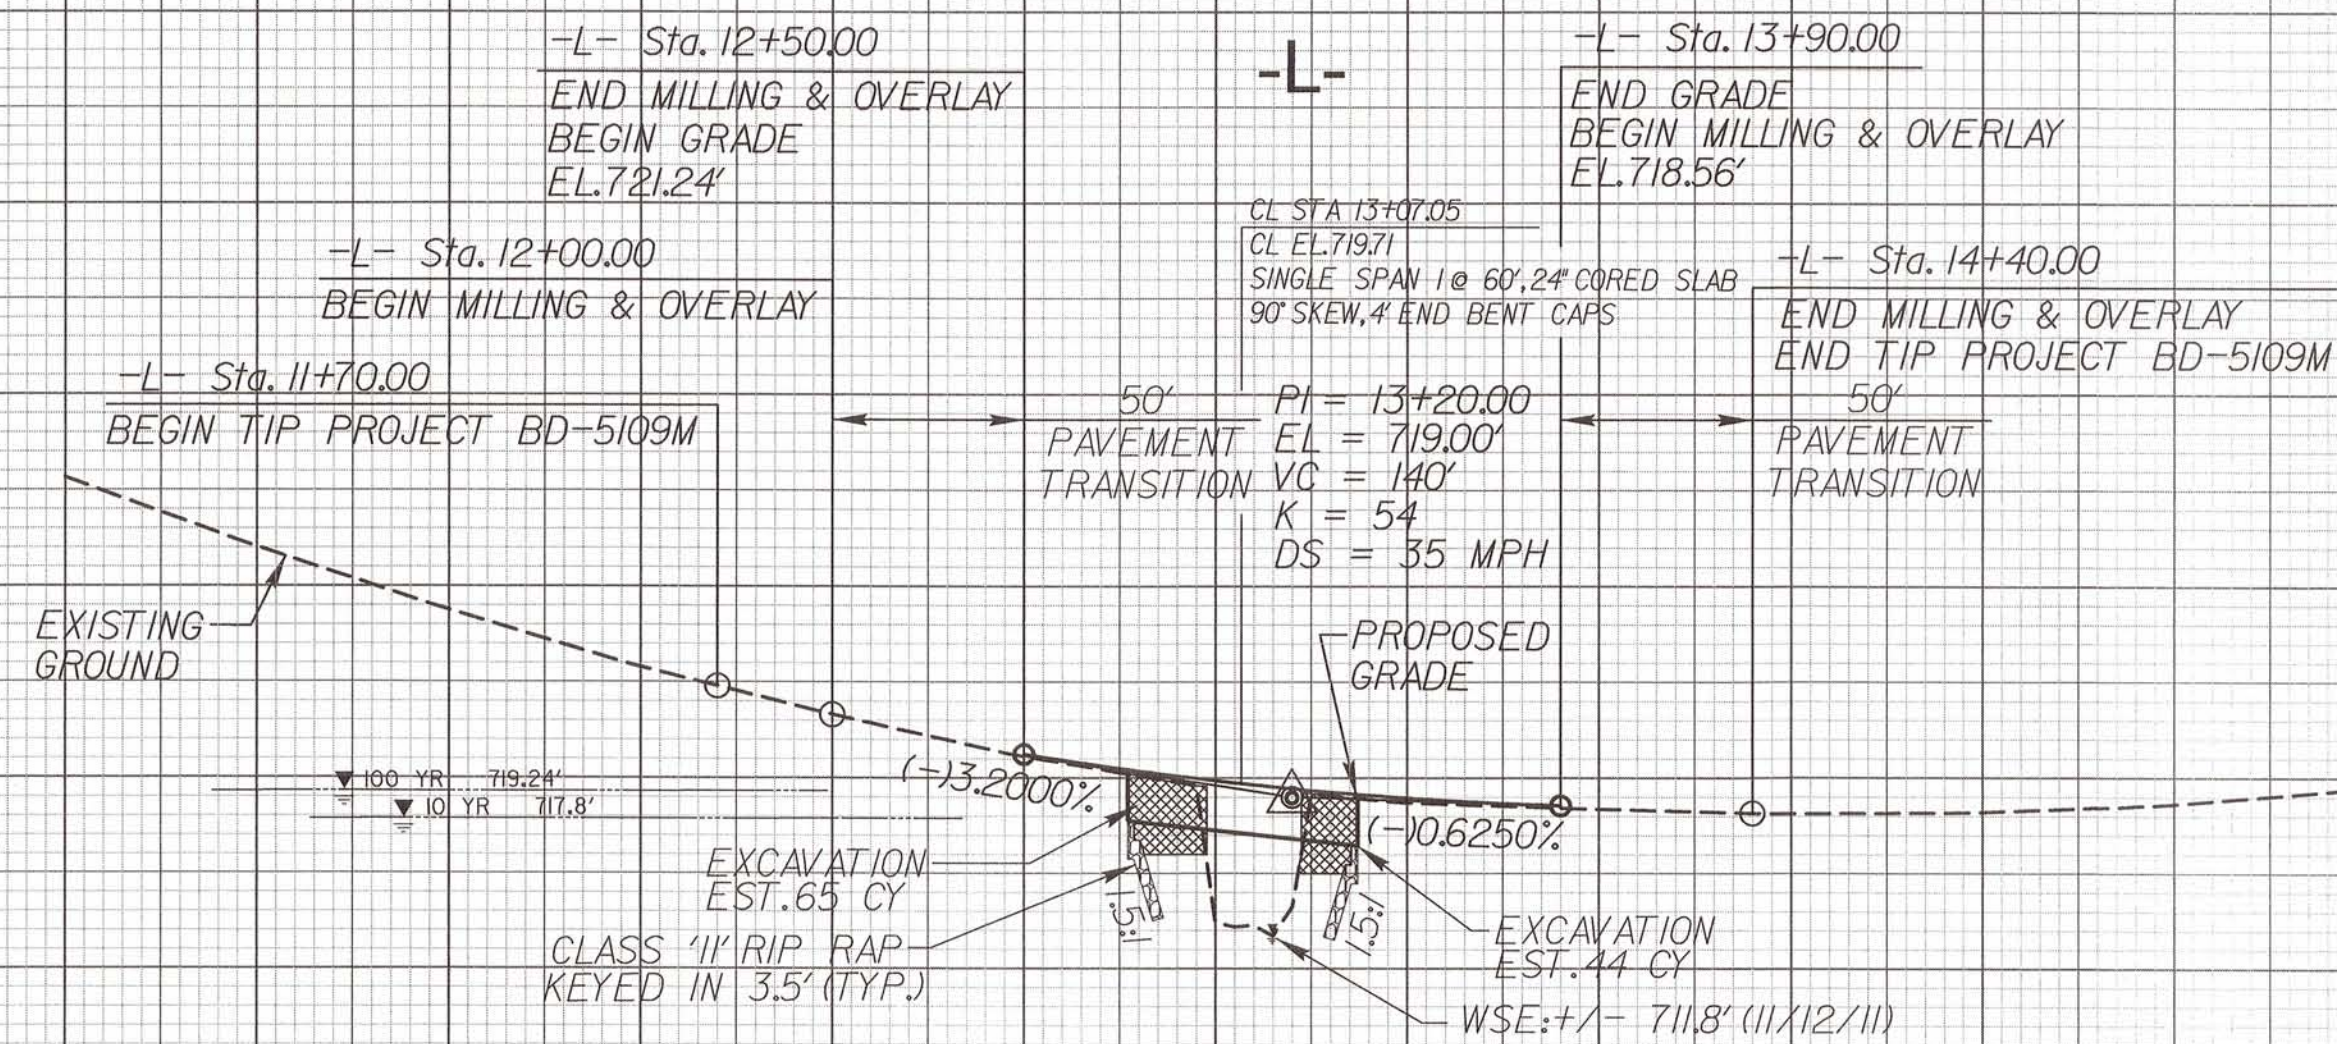 -L- Sta. 12+50.00
END MILLING & OVERLAY
BEGIN GRADE
EL. 721.24'
-L-
-L- Sta. 13+90.00
END GRADE
BEGIN MILLING & OVERLAY
EL. 718.56'
-L- Sta. 12+00.00
BEGIN MILLING & OVERLAY
CL STA 13+07.05
CL EL. 719.71
SINGLE SPAN 1 @ 60', 24" CORED SLAB
90° SKEW, 4' END BENT CAPS
-L- Sta. 14+40.00
END MILLING & OVERLAY
END TIP PROJECT BD-5109M
-L- Sta. 11+70.00
BEGIN TIP PROJECT BD-5109M
50'
PAVEMENT
TRANSITION
PI = 13+20.00
EL = 719.00'
VC = 140'
K = 54
DS = 35 MPH
50'
PAVEMENT
TRANSITION
EXISTING
GROUND
PROPOSED
GRADE
100 YR 719.24'
10 YR 717.8'
(-)3.2000%
(-)0.6250%
EXCAVATION
EST. 65 CY
1.5:1
1.5:1
CLASS 'II' RIP RAP
KEYED IN 3.5' (TYP.)
EXCAVATION
EST. 44 CY
WSE: +/- 711.8' (11/12/11)